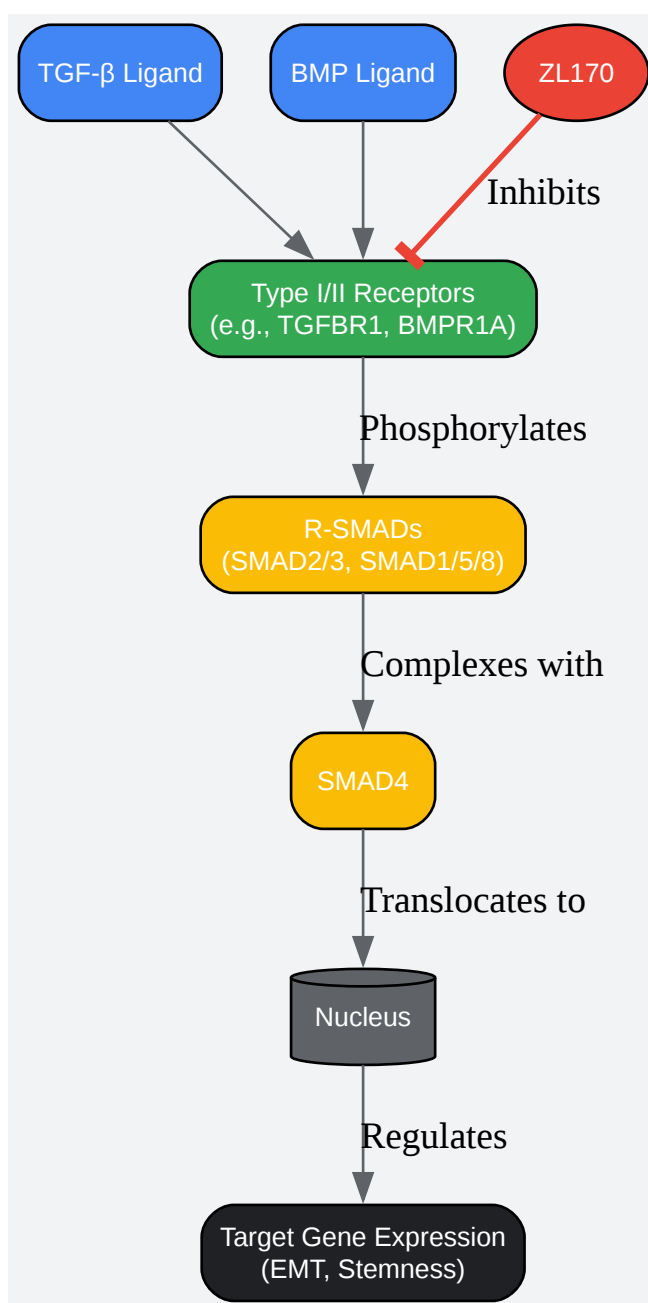 TGF-β Ligand
BMP Ligand
ZL170
Inhibits
Type I/II Receptors
(e.g., TGFBR1, BMPR1A)
Phosphorylates
R-SMADs
(SMAD2/3, SMAD1/5/8)
Complexes with
SMAD4
Translocates to
Nucleus
Regulates
Target Gene Expression
(EMT, Stemness)